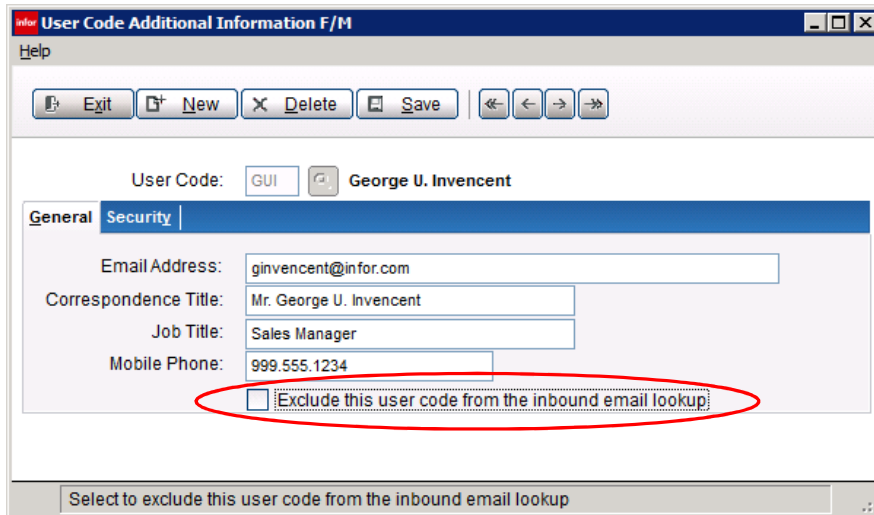 infor User Code Additional Information F/M
Help
Exit New Delete Save
User Code: GUI George U. Invencent
General Security
Email Address: ginvencent@infor.com
Correspondence Title: Mr. George U. Invencent
Job Title: Sales Manager
Mobile Phone: 999.555.1234
Exclude this user code from the inbound email lookup
Select to exclude this user code from the inbound email lookup